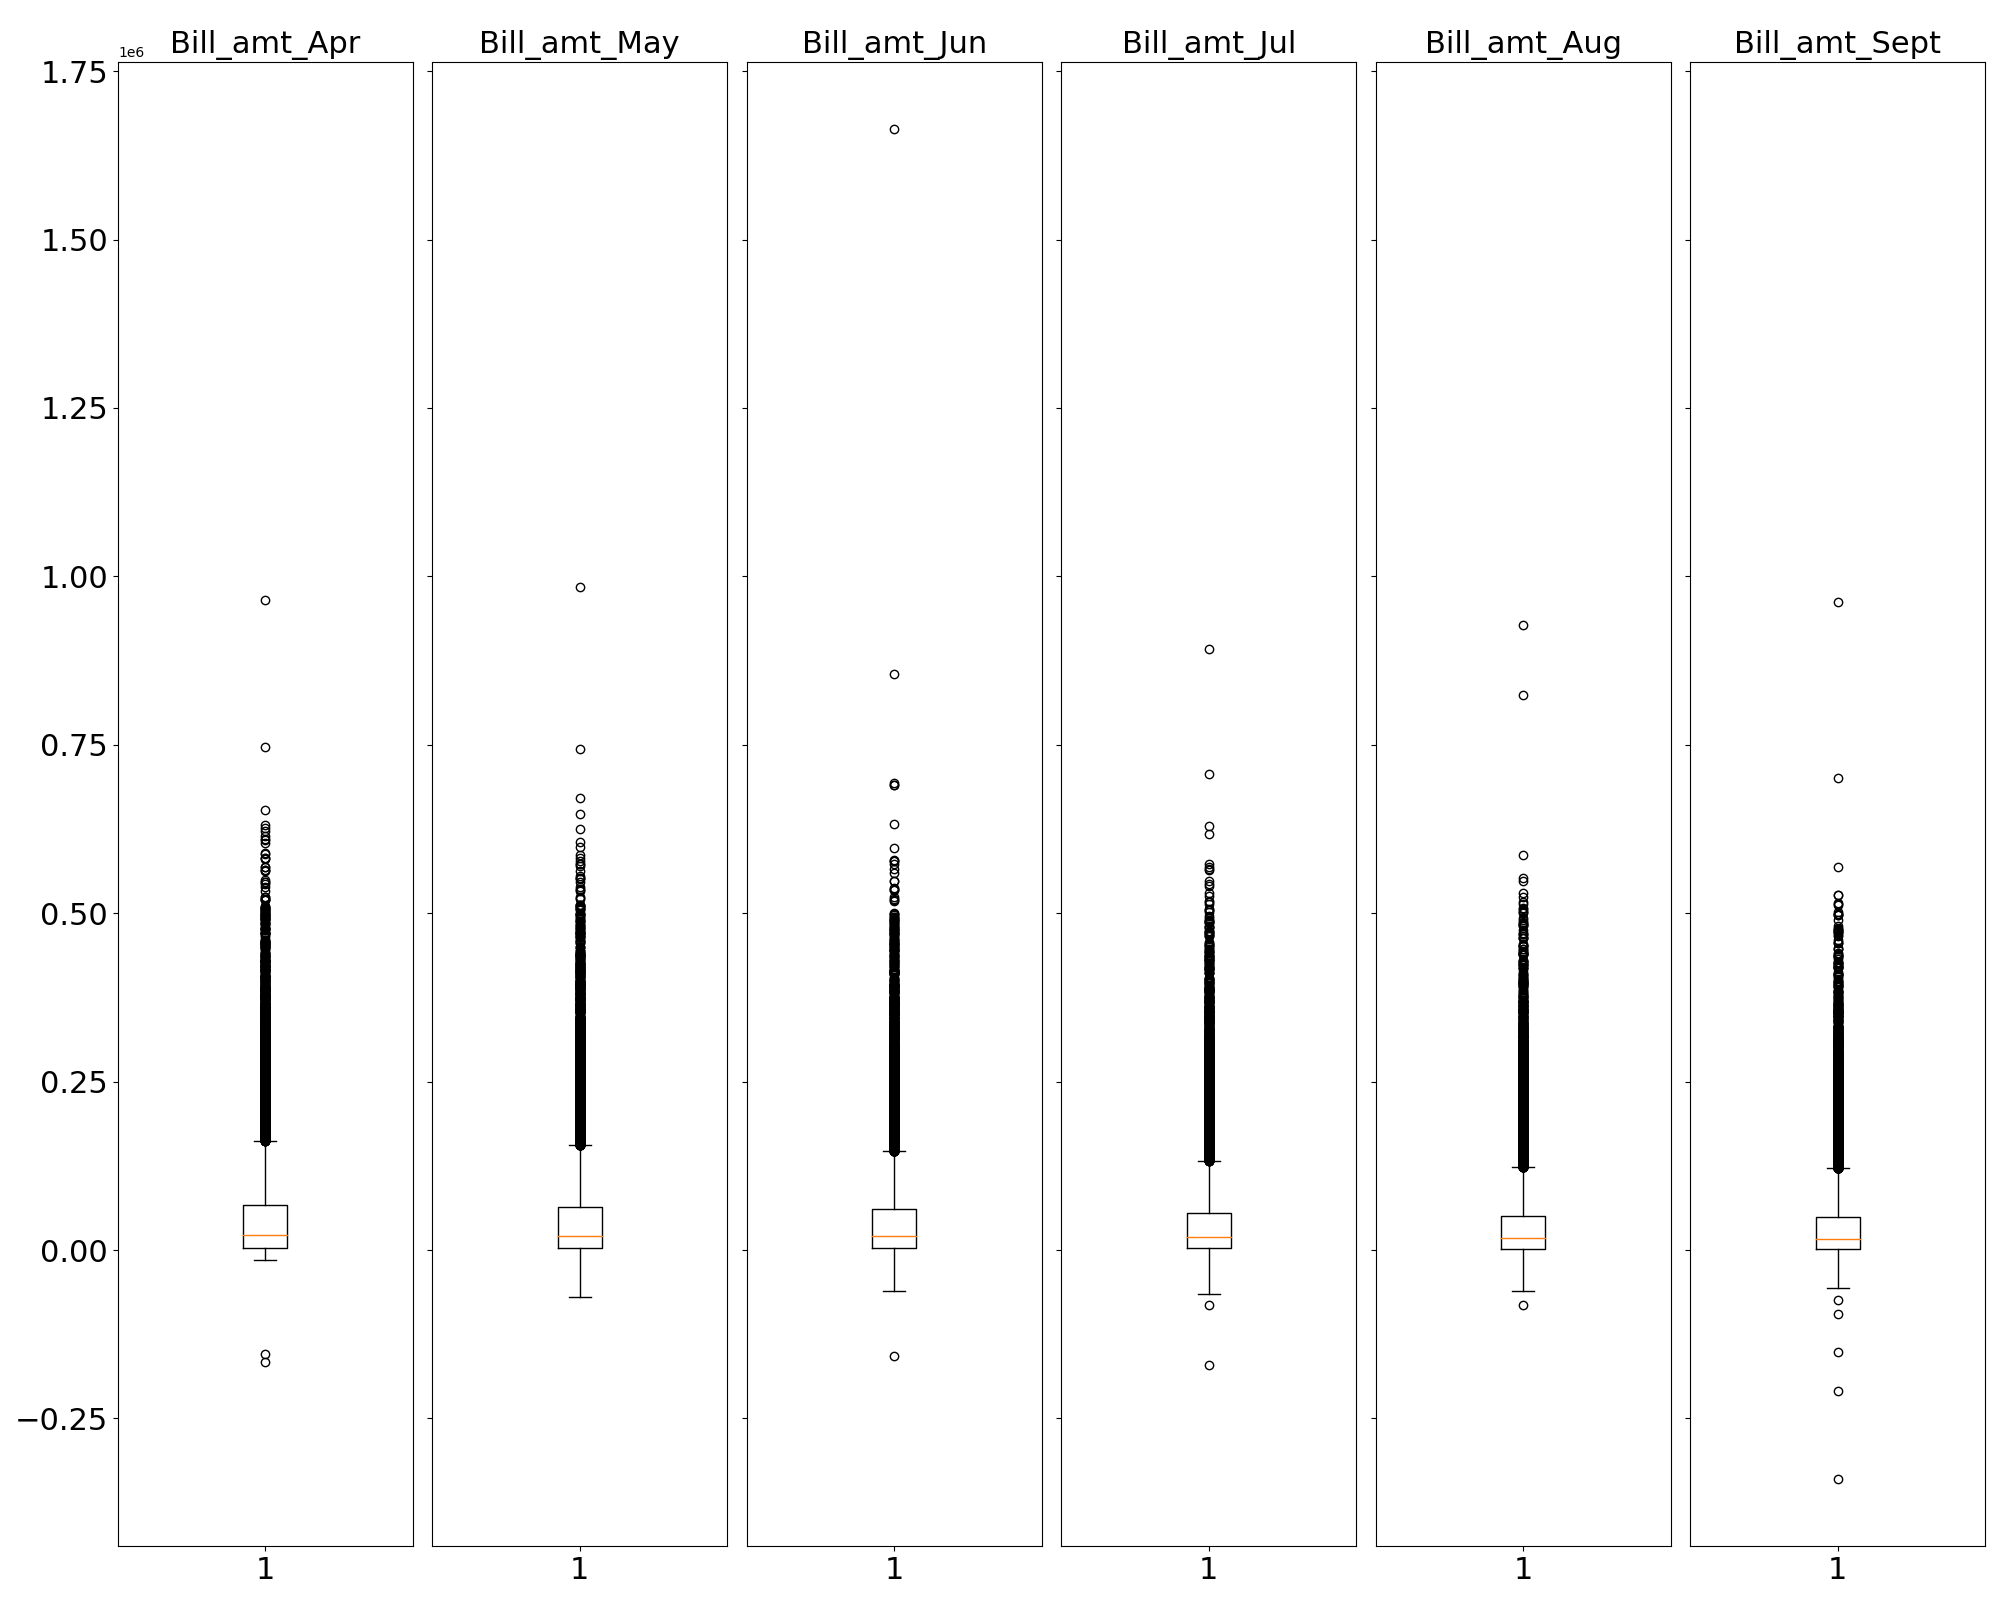 Bill_amt_Apr
Bill_amt_May
Bill_amt_Jun
Bill_amt_Jul
Bill_amt_Aug
Bill_amt_Sept
1e6
1.75
1.50
1.25
1.00
0.75
0.50
0.25
0.00
−0.25
1
1
1
1
1
1